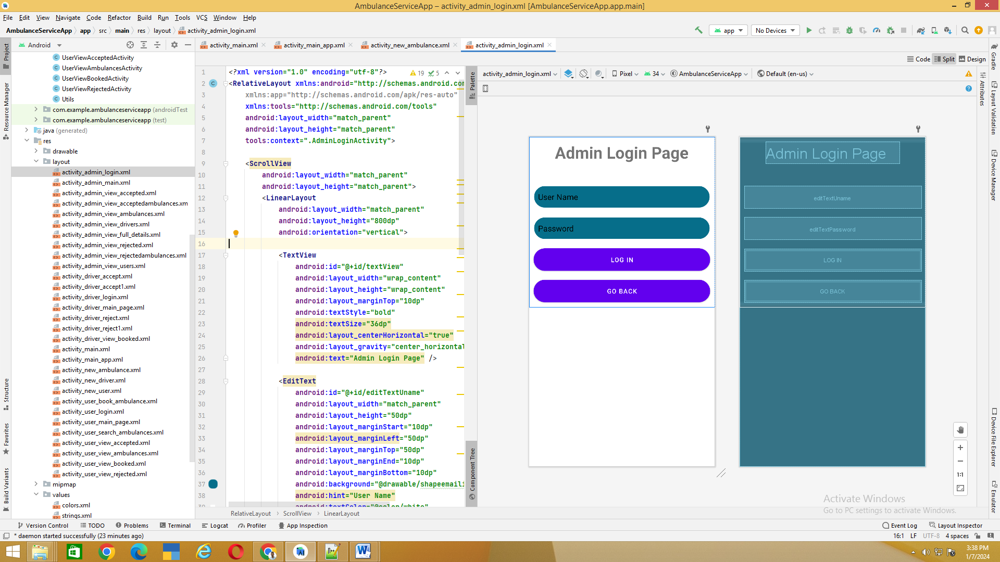 AmbulanceServiceApp – activity_admin_login.xml [AmbulanceServiceApp.app.main]
File Edit View Navigate Code Refactor Build Run Tools VCS Window Help
AmbulanceServiceApp app src main res layout activity_admin_login.xml
app No Devices
Project
Resource Manager
Structure
Favorites
Build Variants
Android
UserViewAcceptedActivity
UserViewAmbulancesActivity
UserViewBookedActivity
UserViewRejectedActivity
Utils
com.example.ambulanceserviceapp (androidTest
com.example.ambulanceserviceapp (test)
java (generated)
res
drawable
layout
activity_admin_login.xml
activity_admin_main.xml
activity_admin_view_accepted.xml
activity_admin_view_acceptedambulances.xm
activity_admin_view_ambulances.xml
activity_admin_view_drivers.xml
activity_admin_view_full_details.xml
activity_admin_view_rejected.xml
activity_admin_view_rejectedambulances.xml
activity_admin_view_users.xml
activity_driver_accept.xml
activity_driver_accept1.xml
activity_driver_login.xml
activity_driver_main_page.xml
activity_driver_reject.xml
activity_driver_reject1.xml
activity_driver_view_booked.xml
activity_main.xml
activity_main_app.xml
activity_new_ambulance.xml
activity_new_driver.xml
activity_new_user.xml
activity_user_book_ambulance.xml
activity_user_login.xml
activity_user_main_page.xml
activity_user_search_ambulances.xml
activity_user_view_accepted.xml
activity_user_view_ambulances.xml
activity_user_view_booked.xml
activity_user_view_rejected.xml
mipmap
values
colors.xml
strings.xml
activity_main.xml activity_main_app.xml activity_new_ambulance.xml activity_admin_login.xml
Code Split Design
19 5
1 <?xml version="1.0" encoding="utf-8"?>
2 <RelativeLayout xmlns:android="http://schemas.android.com
3 xmlns:app="http://schemas.android.com/apk/res-auto"
4 xmlns:tools="http://schemas.android.com/tools"
5 android:layout_width="match_parent"
6 android:layout_height="match_parent"
7 tools:context=".AdminLoginActivity">
8
9 <ScrollView
10 android:layout_width="match_parent"
11 android:layout_height="match_parent">
12 <LinearLayout
13 android:layout_width="match_parent"
14 android:layout_height="800dp"
15 android:orientation="vertical">
16
17 <TextView
18 android:id="@+id/textView"
19 android:layout_width="wrap_content"
20 android:layout_height="wrap_content"
21 android:layout_marginTop="10dp"
22 android:textStyle="bold"
23 android:textSize="36dp"
24 android:layout_centerHorizontal="true"
25 android:layout_gravity="center_horizontal
26 android:text="Admin Login Page" />
27
28 <EditText
29 android:id="@+id/editTextUname"
30 android:layout_width="match_parent"
31 android:layout_height="50dp"
32 android:layout_marginStart="10dp"
33 android:layout_marginLeft="50dp"
34 android:layout_marginTop="50dp"
35 android:layout_marginEnd="10dp"
36 android:layout_marginBottom="10dp"
37 android:background="@drawable/shapeemaili
38 android:hint="User Name"
39 android:textColor="@color/white"
RelativeLayout ScrollView LinearLayout
Palette
Component Tree
activity_admin_login.xml Pixel 34 AmbulanceServiceApp Default (en-us)
Admin Login Page
User Name
Password
LOG IN
GO BACK
Admin Login Page
editTextUname
editTextPassword
LOG IN
GO BACK
1:1
Attributes
Gradle
Layout Validation
Device Manager
Device File Explorer
Emulator
Activate Windows
Go to PC settings to activate Windows.
Version Control TODO Problems Terminal Logcat Profiler App Inspection Event Log Layout Inspector
* daemon started successfully (23 minutes ago) 16:1 LF UTF-8 4 spaces
3:38 PM
1/7/2024